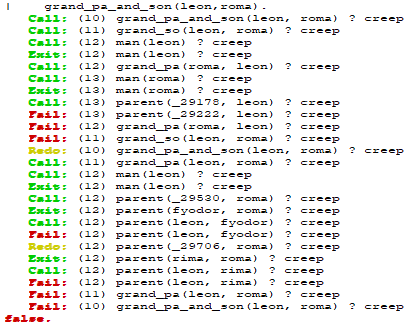 |    grand_pa_and_son(leon,roma).
Call: (10) grand_pa_and_son(leon, roma) ? creep
Call: (11) grand_so(leon, roma) ? creep
Call: (12) man(leon) ? creep
Exit: (12) man(leon) ? creep
Call: (12) grand_pa(roma, leon) ? creep
Call: (13) man(roma) ? creep
Exit: (13) man(roma) ? creep
Call: (13) parent(_29178, leon) ? creep
Fail: (13) parent(_29222, leon) ? creep
Fail: (12) grand_pa(roma, leon) ? creep
Fail: (11) grand_so(leon, roma) ? creep
Redo: (10) grand_pa_and_son(leon, roma) ? creep
Call: (11) grand_pa(leon, roma) ? creep
Call: (12) man(leon) ? creep
Exit: (12) man(leon) ? creep
Call: (12) parent(_29530, roma) ? creep
Exit: (12) parent(fyodor, roma) ? creep
Call: (12) parent(leon, fyodor) ? creep
Fail: (12) parent(leon, fyodor) ? creep
Redo: (12) parent(_29706, roma) ? creep
Exit: (12) parent(rima, roma) ? creep
Call: (12) parent(leon, rima) ? creep
Fail: (12) parent(leon, rima) ? creep
Fail: (11) grand_pa(leon, roma) ? creep
Fail: (10) grand_pa_and_son(leon, roma) ? creep
false.